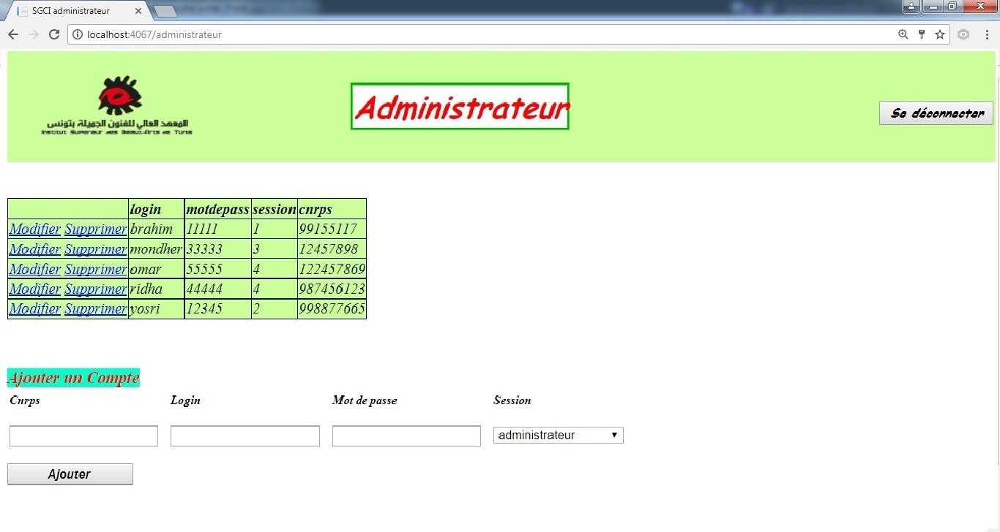 SGCI administrateur
localhost:4067/administrateur
المعهد العالي للفنون الجميلة بتونس
Institut Superieur des Beaux-Arts de Tunis
Administrateur
Se déconnecter
login motdepass session cnrps
Modifier Supprimer brahim 11111 1 99155117
Modifier Supprimer mondher 33333 3 12457898
Modifier Supprimer omar 55555 4 122457869
Modifier Supprimer ridha 44444 4 987456123
Modifier Supprimer yosri 12345 2 998877665
Ajouter un Compte
Cnrps Login Mot de passe Session
administrateur
Ajouter